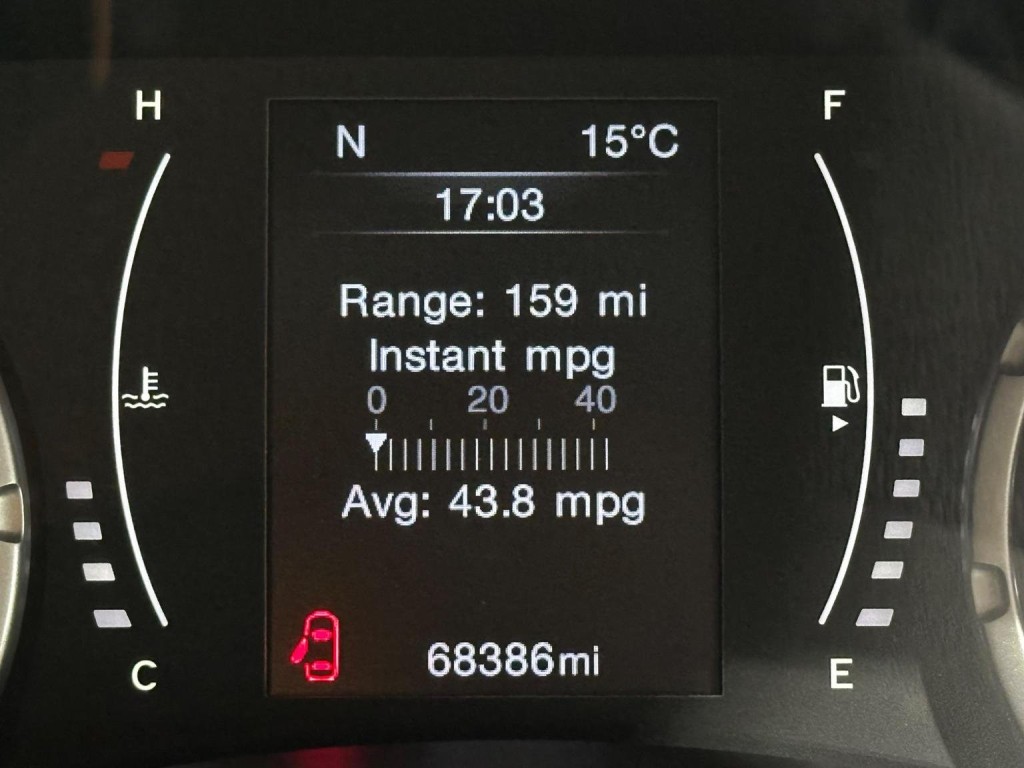 H
F
N 15°C
17:03
Range: 159 mi
Instant mpg
0 20 40
Avg: 43.8 mpg
68386mi
C
E